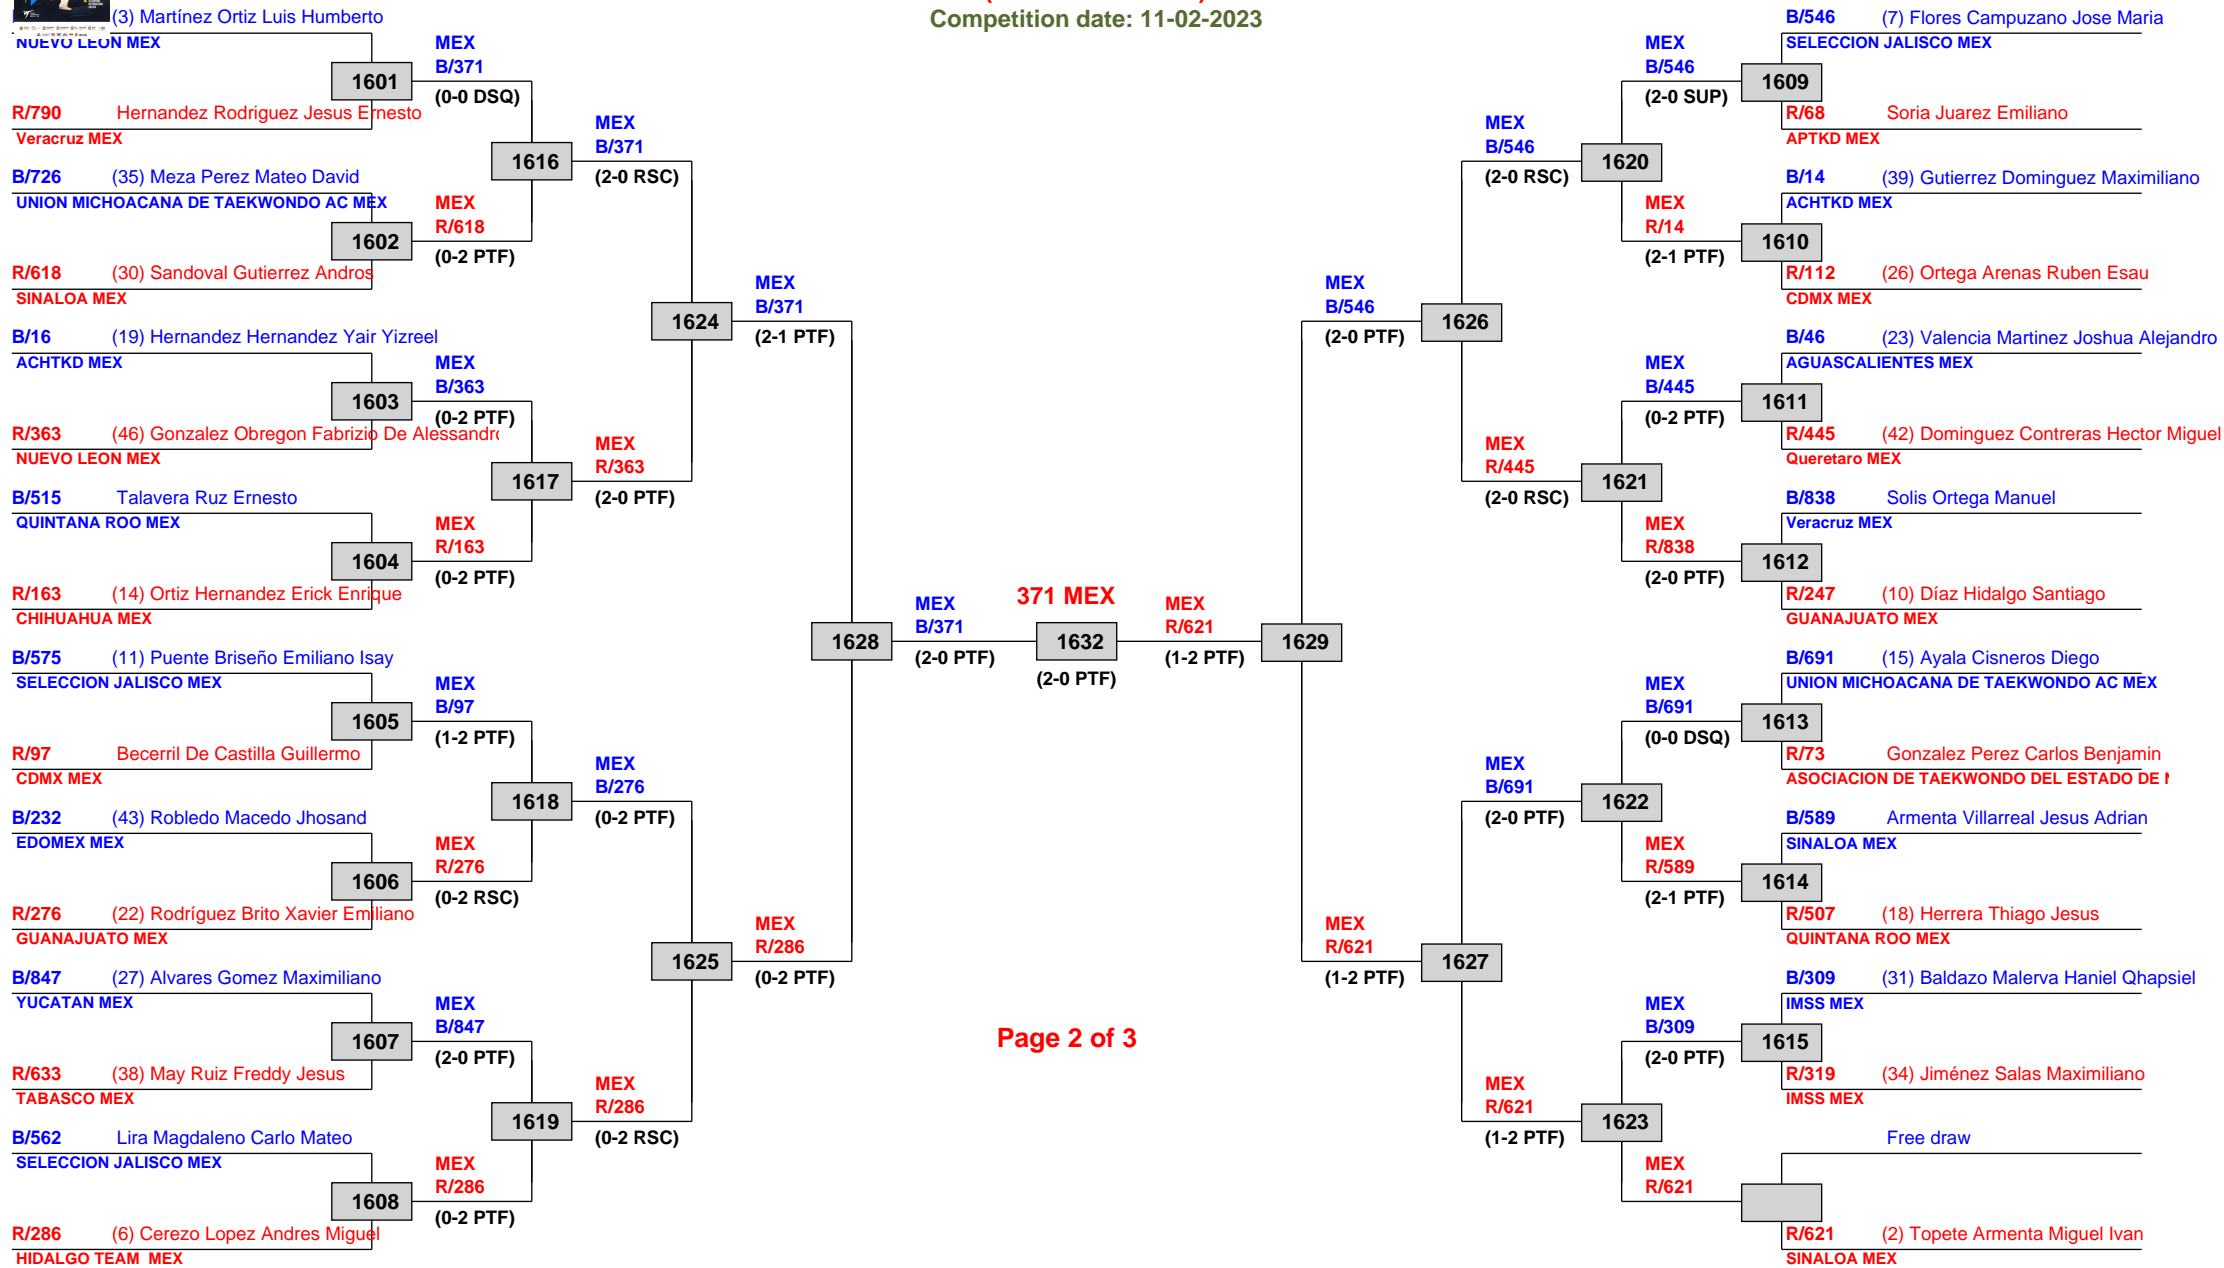 Competition date: 11-02-2023
(3) Martínez Ortiz Luis Humberto
NUEVO LEON MEX
1601
R/790 Hernandez Rodriguez Jesus Ernesto
Veracruz MEX
B/726 (35) Meza Perez Mateo David
UNION MICHOACANA DE TAEKWONDO AC MEX
1602
R/618 (30) Sandoval Gutierrez Andros
SINALOA MEX
B/16 (19) Hernandez Hernandez Yair Yizreel
ACHTKD MEX
1603
R/363 (46) Gonzalez Obregon Fabrizio De Alessandro
NUEVO LEON MEX
B/515 Talavera Ruz Ernesto
QUINTANA ROO MEX
1604
R/163 (14) Ortiz Hernandez Erick Enrique
CHIHUAHUA MEX
B/575 (11) Puente Briseño Emiliano Isay
SELECCION JALISCO MEX
1605
R/97 Becerril De Castilla Guillermo
CDMX MEX
B/232 (43) Robledo Macedo Jhosand
EDOMEX MEX
1606
R/276 (22) Rodríguez Brito Xavier Emiliano
GUANAJUATO MEX
B/847 (27) Alvares Gomez Maximiliano
YUCATAN MEX
1607
R/633 (38) May Ruiz Freddy Jesus
TABASCO MEX
B/562 Lira Magdaleno Carlo Mateo
SELECCION JALISCO MEX
1608
R/286 (6) Cerezo Lopez Andres Miguel
HIDALGO TEAM MEX
MEX
B/371
(0-0 DSQ)
1616
MEX
R/618
(0-2 PTF)
MEX
B/363
(0-2 PTF)
1617
MEX
R/163
(0-2 PTF)
MEX
B/97
(1-2 PTF)
1618
MEX
R/276
(0-2 RSC)
MEX
B/847
(2-0 PTF)
1619
MEX
R/286
(0-2 PTF)
MEX
B/371
(2-0 RSC)
1624
MEX
R/363
(2-0 PTF)
MEX
B/276
(0-2 PTF)
1625
MEX
R/286
(0-2 RSC)
MEX
B/371
(2-1 PTF)
1628
MEX
R/286
(0-2 PTF)
MEX
B/371
(2-0 PTF)
371 MEX
1632
(2-0 PTF)
MEX
R/621
(1-2 PTF)
1629
Page 2 of 3
MEX
B/546
(2-0 PTF)
1626
MEX
R/621
(1-2 PTF)
1627
MEX
B/546
(2-0 RSC)
1620
MEX
R/445
(2-0 RSC)
1621
MEX
B/691
(2-0 PTF)
1622
MEX
R/621
(1-2 PTF)
1623
MEX
B/546
(2-0 SUP)
1609
MEX
R/14
(2-1 PTF)
1610
MEX
B/445
(0-2 PTF)
1611
MEX
R/838
(2-0 PTF)
1612
MEX
B/691
(0-0 DSQ)
1613
MEX
R/589
(2-1 PTF)
1614
MEX
B/309
(2-0 PTF)
1615
MEX
R/621
B/546 (7) Flores Campuzano Jose Maria
SELECCION JALISCO MEX
R/68 Soria Juarez Emiliano
APTKD MEX
B/14 (39) Gutierrez Dominguez Maximiliano
ACHTKD MEX
R/112 (26) Ortega Arenas Ruben Esau
CDMX MEX
B/46 (23) Valencia Martinez Joshua Alejandro
AGUASCALIENTES MEX
R/445 (42) Dominguez Contreras Hector Miguel
Queretaro MEX
B/838 Solis Ortega Manuel
Veracruz MEX
R/247 (10) Díaz Hidalgo Santiago
GUANAJUATO MEX
B/691 (15) Ayala Cisneros Diego
UNION MICHOACANA DE TAEKWONDO AC MEX
R/73 Gonzalez Perez Carlos Benjamin
ASOCIACION DE TAEKWONDO DEL ESTADO DE
B/589 Armenta Villarreal Jesus Adrian
SINALOA MEX
R/507 (18) Herrera Thiago Jesus
QUINTANA ROO MEX
B/309 (31) Baldazo Malerva Haniel Qhapsiel
IMSS MEX
R/319 (34) Jiménez Salas Maximiliano
IMSS MEX
Free draw
R/621 (2) Topete Armenta Miguel Ivan
SINALOA MEX